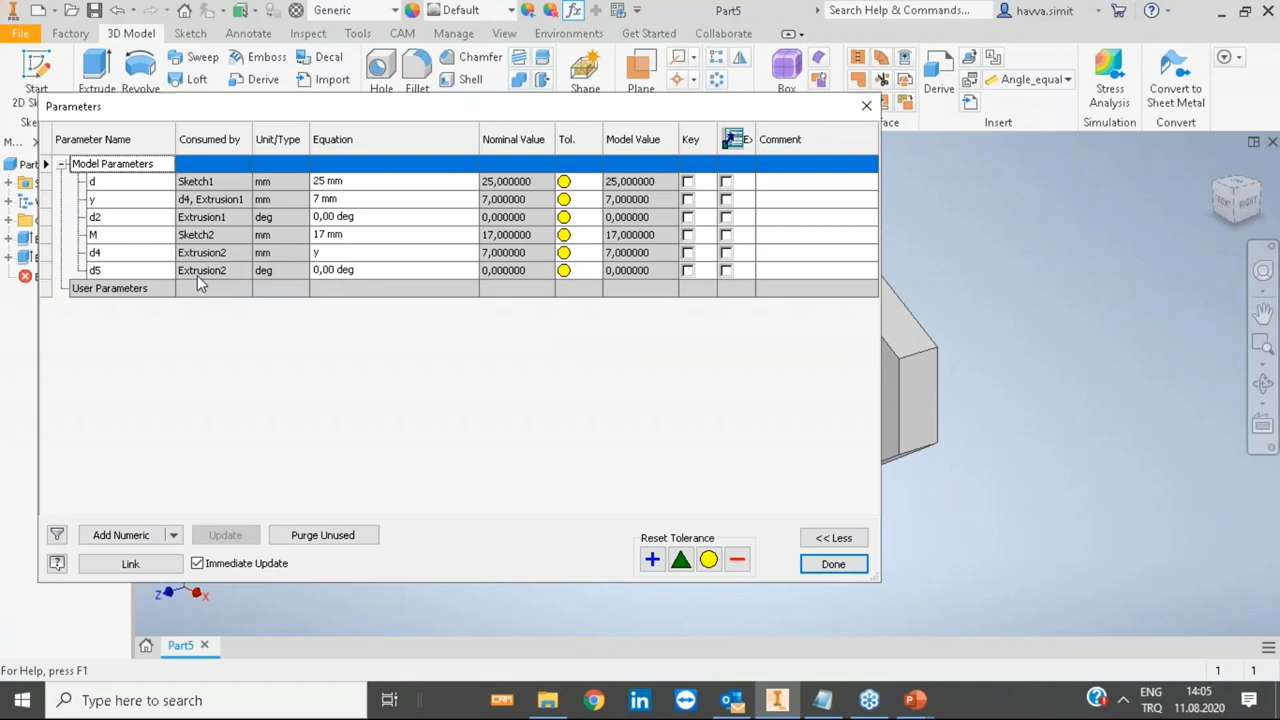 Generic
Default
Part5
Search Help & Commands...
havva.simit
File
Factory
3D Model
Sketch
Annotate
Inspect
Tools
CAM
Manage
View
Environments
Get Started
Collaborate
Start
2D Sk
Extrude
Revolve
Sweep
Loft
Emboss
Derive
Decal
Import
Hole
Fillet
Chamfer
Shell
Shape
Plane
Box
Derive
Angle_equal
Insert
Stress
Analysis
Simulation
Convert to
Sheet Metal
Convert
Parameters
Parameter Name Consumed by Unit/Type Equation Nominal Value Tol. Model Value Key Comment
Model Parameters
d Sketch1 mm 25 mm 25,000000 25,000000
y d4, Extrusion1 mm 7 mm 7,000000 7,000000
d2 Extrusion1 deg 0,00 deg 0,000000 0,000000
M Sketch2 mm 17 mm 17,000000 17,000000
d4 Extrusion2 mm y 7,000000 7,000000
d5 Extrusion2 deg 0,00 deg 0,000000 0,000000
User Parameters
Add Numeric
Update
Purge Unused
Reset Tolerance
<< Less
Link
Immediate Update
Done
FRONT
RIGHT
Z
X
Part5
For Help, press F1
1 1
Type here to search
ENG
TRQ
14:05
11.08.2020